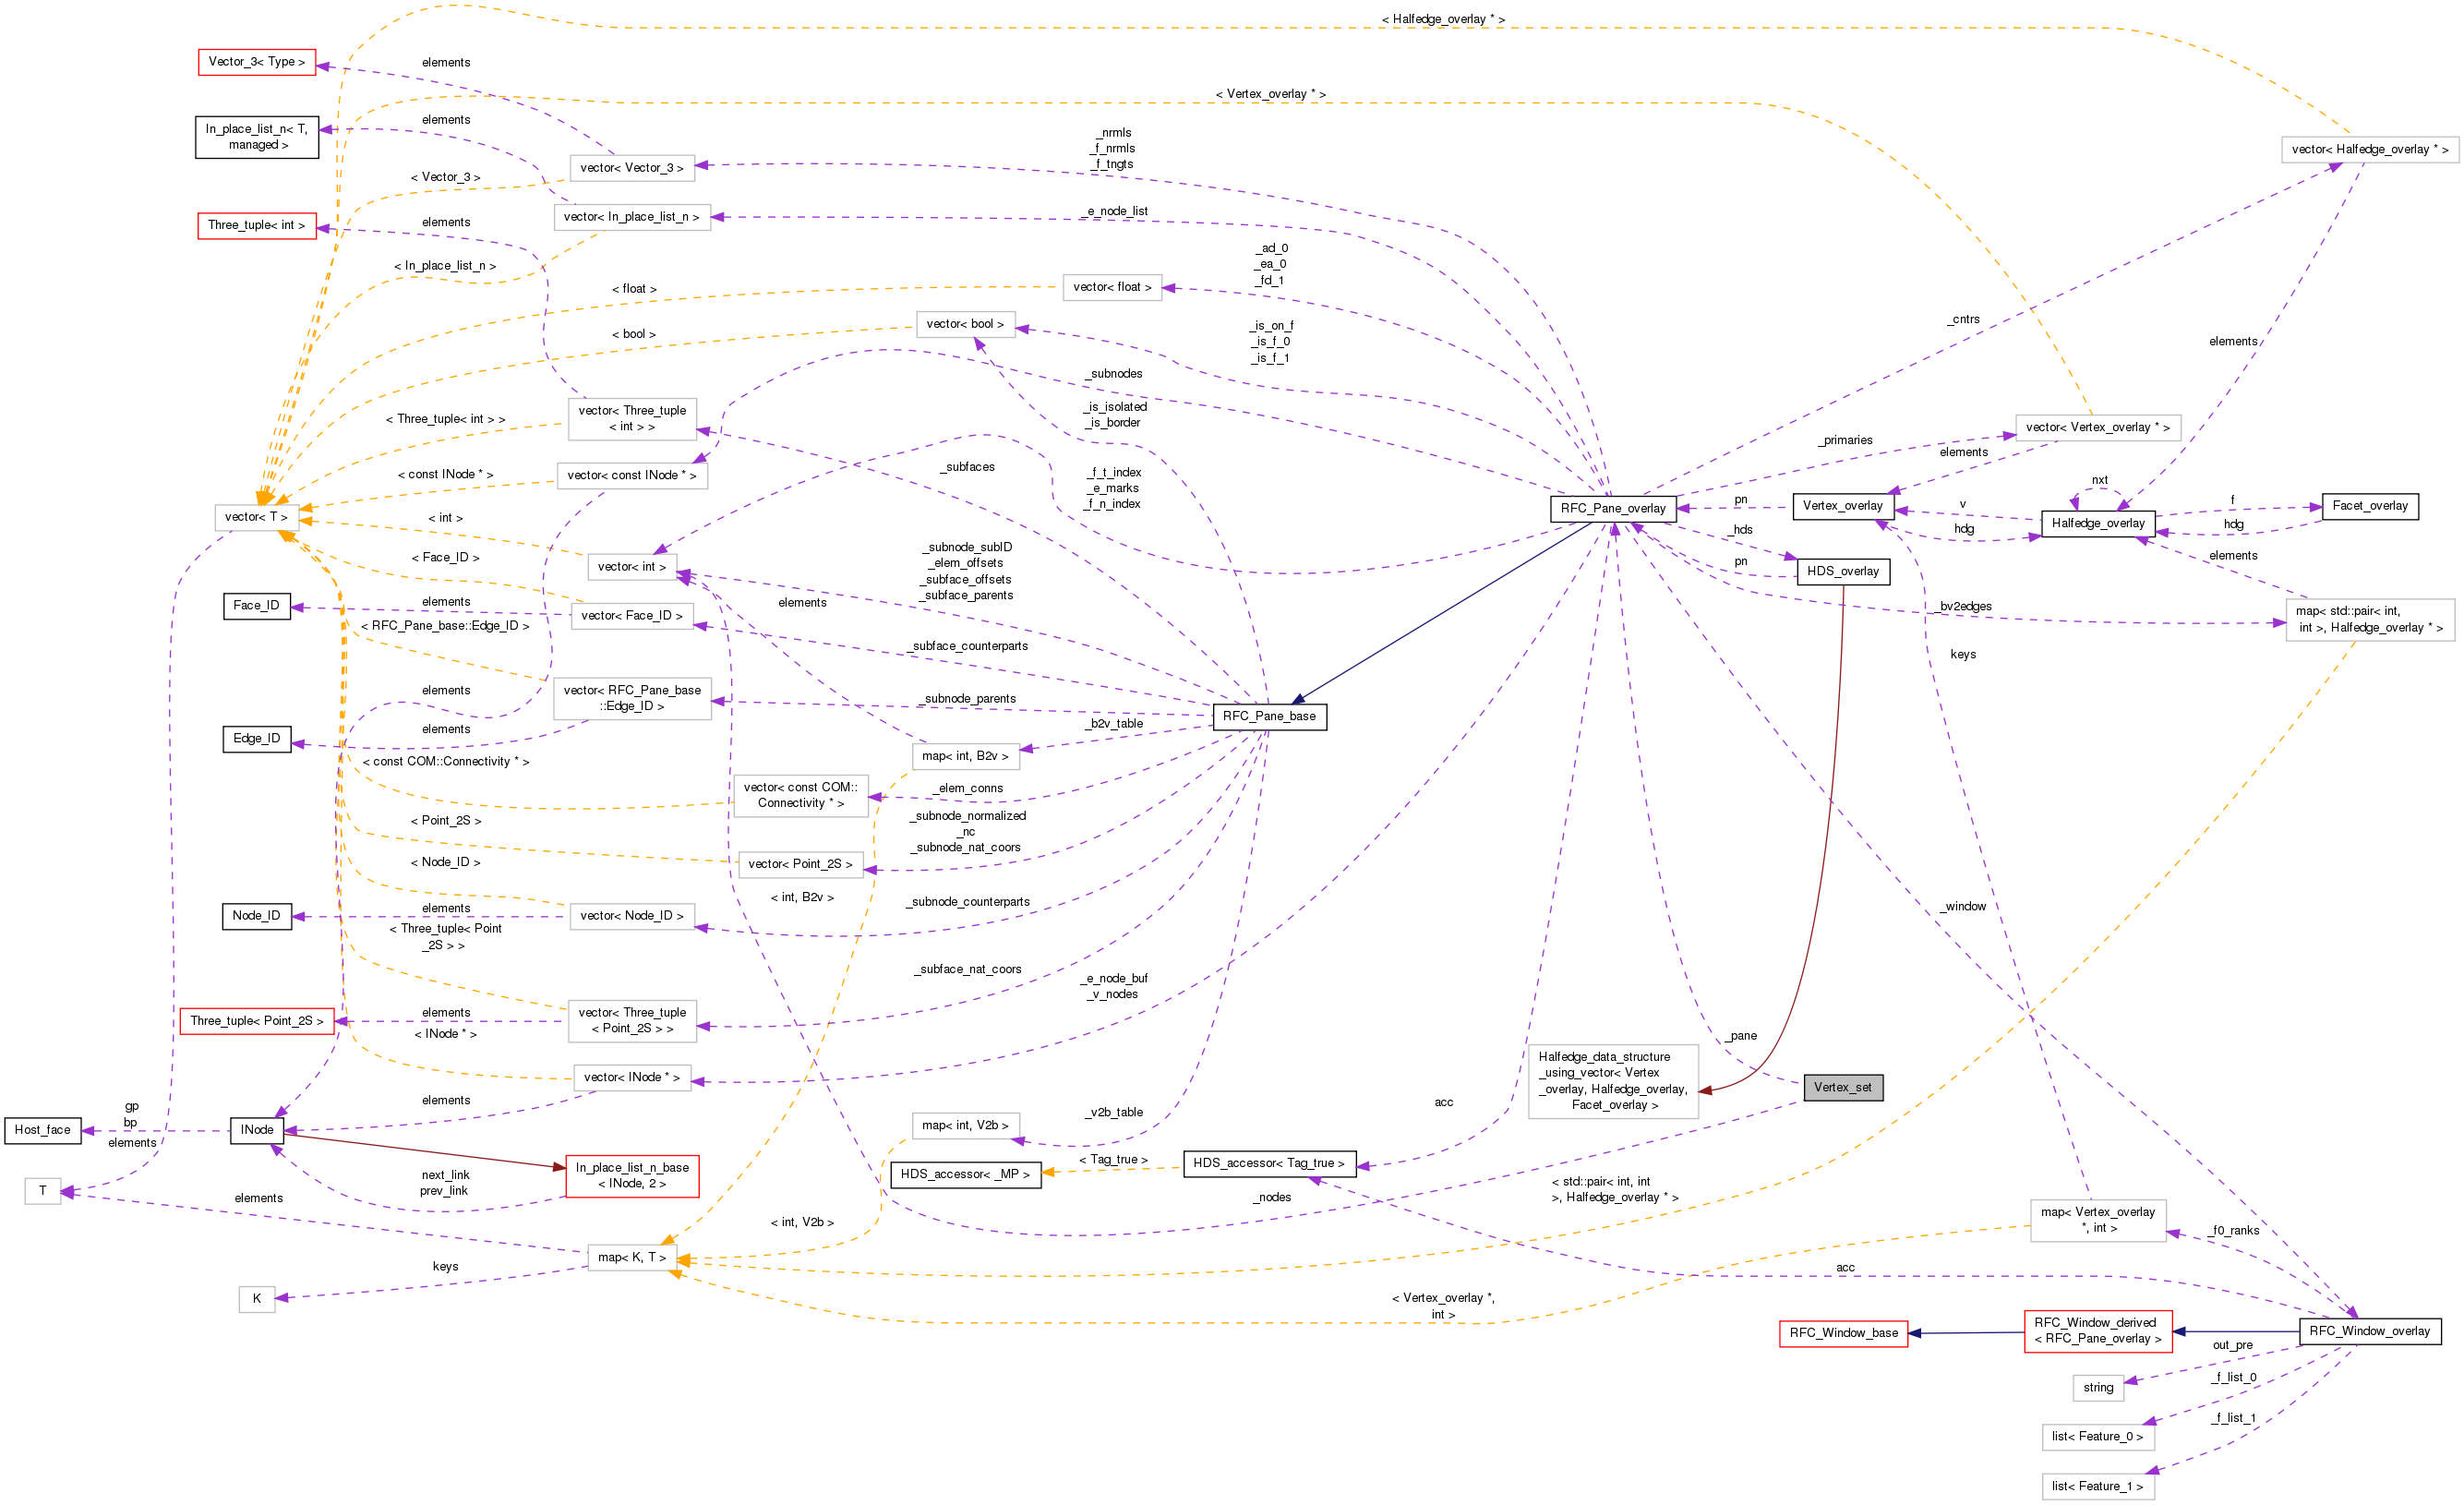 < Halfedge_overlay * >
Vector_3< Type >
elements
< Vertex_overlay * >
In_place_list_n< T,
managed >
elements
_nrmls
_f_nrmls
_f_tngts
vector< Halfedge_overlay * >
vector< Vector_3 >
< Vector_3 >
vector< In_place_list_n >
_e_node_list
Three_tuple< int >
elements
< In_place_list_n >
_ad_0
_ea_0
_fd_1
< float >
vector< float >
vector< bool >
< bool >
_is_on_f
_is_f_0
_is_f_1
_cntrs
elements
_subnodes
vector< Three_tuple
< int > >
< Three_tuple< int > >
_is_isolated
_is_border
vector< Vertex_overlay * >
_primaries
elements
vector< const INode * >
< const INode * >
_subfaces
_f_t_index
_e_marks
_f_n_index
nxt
vector< T >
< int >
RFC_Pane_overlay
pn
Vertex_overlay
v
hdg
Halfedge_overlay
f
hdg
Facet_overlay
_hds
pn
HDS_overlay
elements
< Face_ID >
vector< int >
_subnode_subID
_elem_offsets
_subface_offsets
_subface_parents
Face_ID
elements
vector< Face_ID >
elements
_bv2edges
map< std::pair< int,
int >, Halfedge_overlay * >
< RFC_Pane_base::Edge_ID >
_subface_counterparts
keys
elements
vector< RFC_Pane_base
::Edge_ID >
_subnode_parents
RFC_Pane_base
Edge_ID
elements
_b2v_table
map< int, B2v >
< const COM::Connectivity * >
vector< const COM::
Connectivity * >
_elem_conns
< Point_2S >
_subnode_normalized
_nc
_subnode_nat_coors
< Node_ID >
vector< Point_2S >
< int, B2v >
_subnode_counterparts
_window
Node_ID
elements
vector< Node_ID >
< Three_tuple< Point
_2S > >
_subface_nat_coors
_e_node_buf
_v_nodes
Three_tuple< Point_2S >
elements
vector< Three_tuple
< Point_2S > >
< INode * >
_pane
Halfedge_data_structure
_using_vector< Vertex
_overlay, Halfedge_overlay,
Facet_overlay >
Vertex_set
vector< INode * >
elements
gp
bp
Host_face
INode
elements
_v2b_table
map< int, V2b >
acc
In_place_list_n_base
< INode, 2 >
next_link
prev_link
HDS_accessor< _MP >
< Tag_true >
HDS_accessor< Tag_true >
T
elements
_nodes
< std::pair< int, int
>, Halfedge_overlay * >
map< Vertex_overlay
*, int >
< int, V2b >
_f0_ranks
map< K, T >
keys
acc
K
< Vertex_overlay *,
int >
RFC_Window_base
RFC_Window_derived
< RFC_Pane_overlay >
RFC_Window_overlay
out_pre
string
_f_list_0
list< Feature_0 >
_f_list_1
list< Feature_1 >